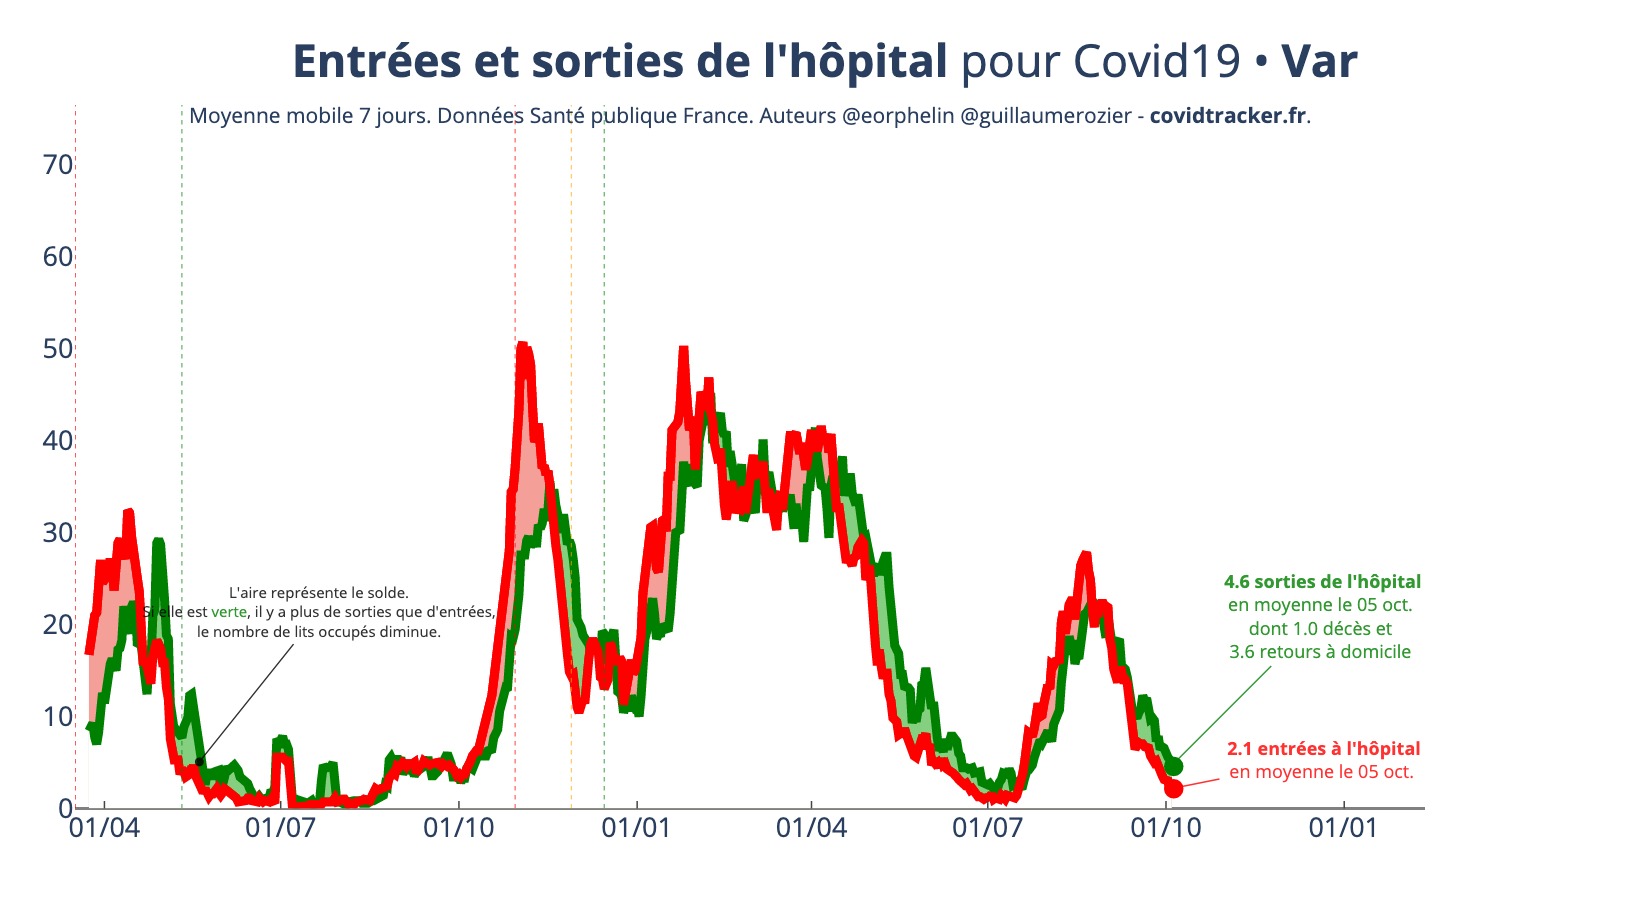 Entrées et sorties de l'hôpital pour Covid19 • Var
Moyenne mobile 7 jours. Données Santé publique France. Auteurs @eorphelin @guillaumerozier - covidtracker.fr.
70
60
50
40
30
20
10
0
L'aire représente le solde.
Si elle est verte, il y a plus de sorties que d'entrées,
le nombre de lits occupés diminue.
4.6 sorties de l'hôpital
en moyenne le 05 oct.
dont 1.0 décès et
3.6 retours à domicile
2.1 entrées à l'hôpital
en moyenne le 05 oct.
01/04 01/07 01/10 01/01 01/04 01/07 01/10 01/01